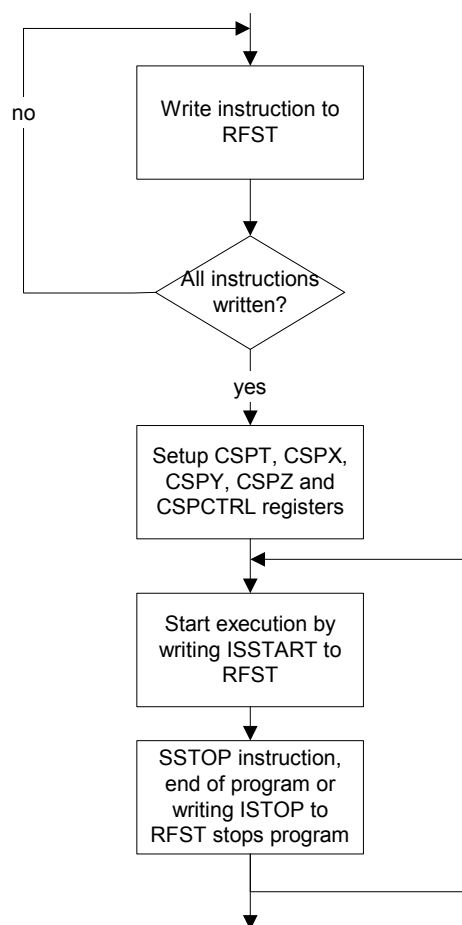 Write instruction to
RFST
no
All instructions
written?
yes
Setup CSPT, CSPX,
CSPY, CSPZ and
CSPCTRL registers
Start execution by
writing ISSTART to
RFST
SSTOP instruction,
end of program or
writing ISTOP to
RFST stops program